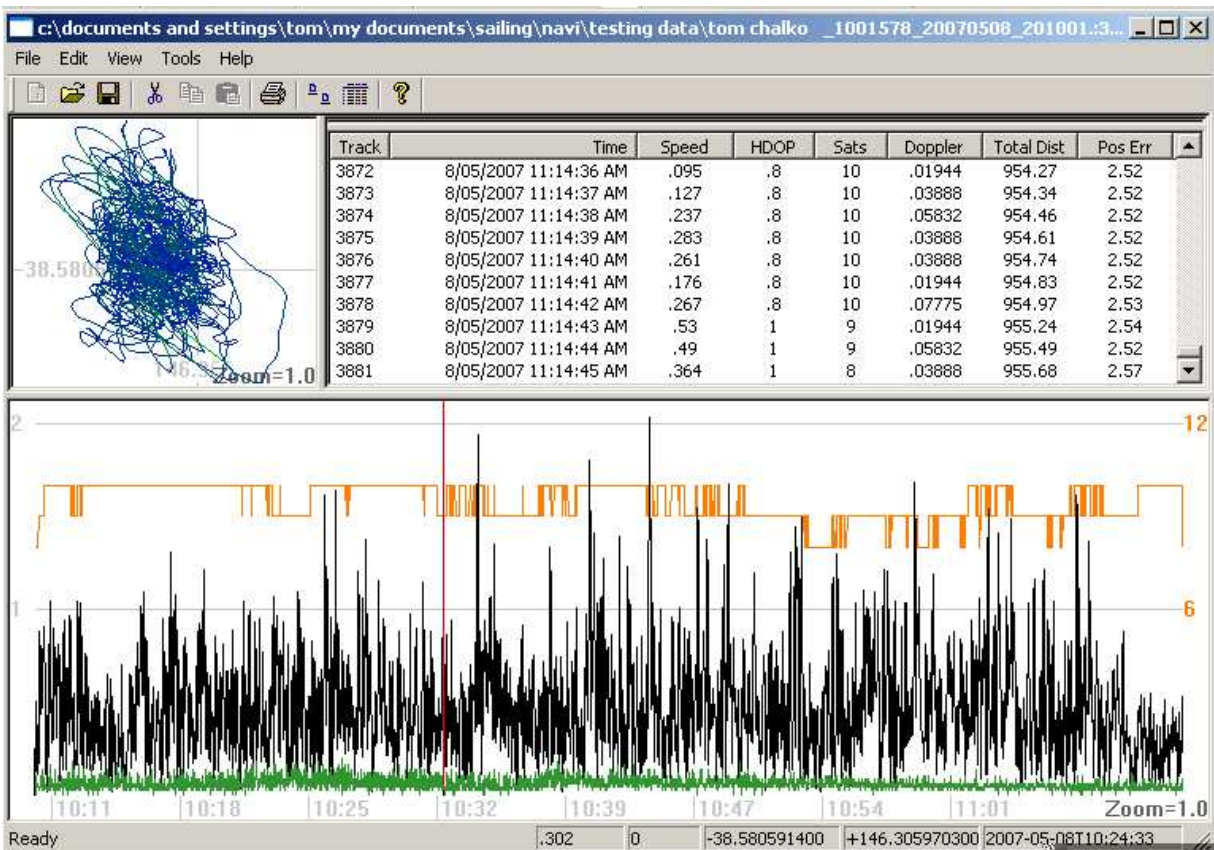 c:\documents and settings\tom\my documents\sailing\navi\testing data\tom chalko _1001578_20070508_201001.:3...
File Edit View Tools Help
Track Time Speed HDOP Sats Doppler Total Dist Pos Err
3872 8/05/2007 11:14:36 AM .095 .8 10 .01944 954.27 2.52
3873 8/05/2007 11:14:37 AM .127 .8 10 .03888 954.34 2.52
3874 8/05/2007 11:14:38 AM .237 .8 10 .05832 954.46 2.52
3875 8/05/2007 11:14:39 AM .283 .8 10 .03888 954.61 2.52
3876 8/05/2007 11:14:40 AM .261 .8 10 .03888 954.74 2.52
3877 8/05/2007 11:14:41 AM .176 .8 10 .01944 954.83 2.52
3878 8/05/2007 11:14:42 AM .267 .8 10 .07775 954.97 2.53
3879 8/05/2007 11:14:43 AM .53 1 9 .01944 955.24 2.54
3880 8/05/2007 11:14:44 AM .49 1 9 .05832 955.49 2.52
3881 8/05/2007 11:14:45 AM .364 1 8 .03888 955.68 2.57
Zoom=1.0
2 12
1 6
10:11 10:18 10:25 10:32 10:39 10:47 10:54 11:01 Zoom=1.0
Ready .302 0 -38.580591400 +146.305970300 2007-05-08T10:24:33